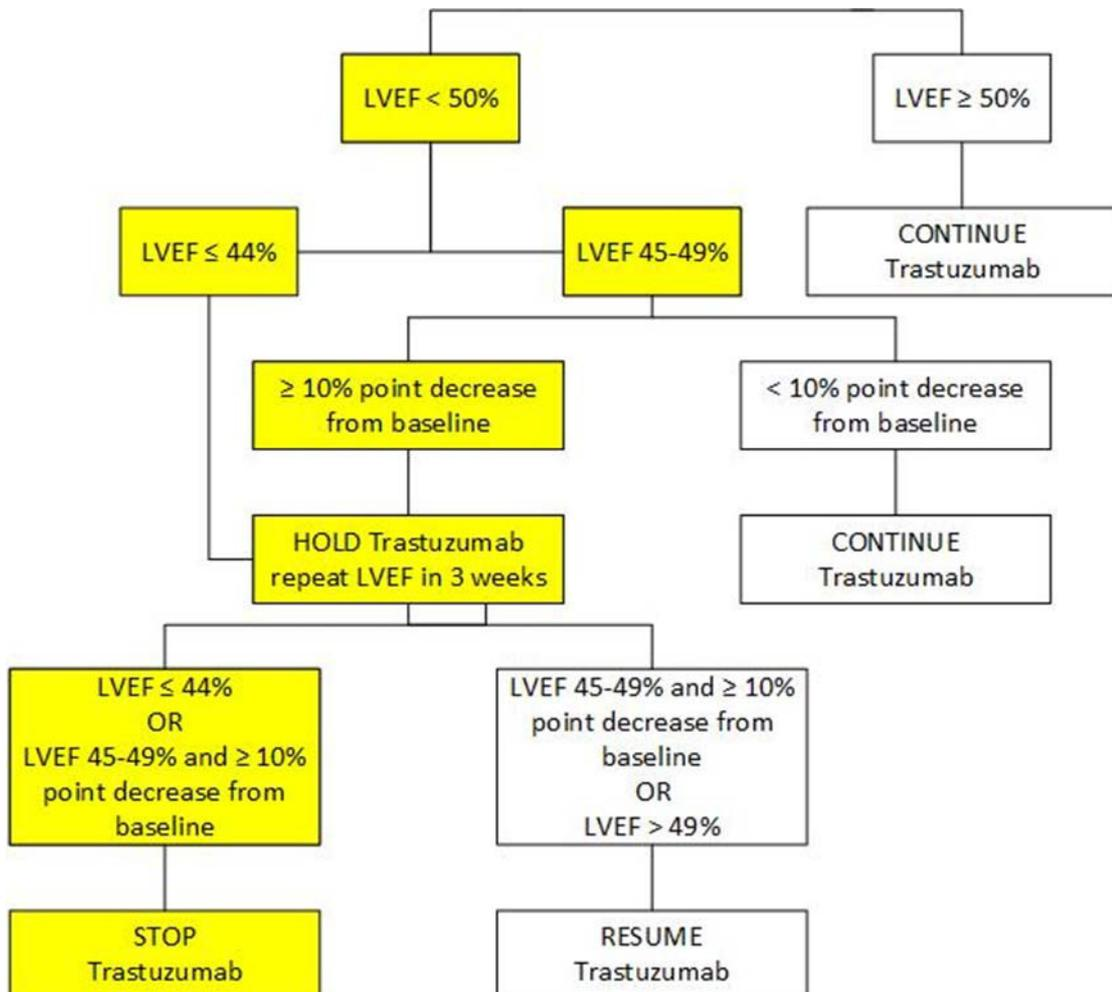 LVEF < 50%
LVEF ≥ 50%
LVEF ≤ 44%
LVEF 45-49%
CONTINUE
Trastuzumab
≥ 10% point decrease
from baseline
< 10% point decrease
from baseline
HOLD Trastuzumab
repeat LVEF in 3 weeks
CONTINUE
Trastuzumab
LVEF ≤ 44%
OR
LVEF 45-49% and ≥ 10%
point decrease from
baseline
LVEF 45-49% and ≥ 10%
point decrease from
baseline
OR
LVEF > 49%
STOP
Trastuzumab
RESUME
Trastuzumab